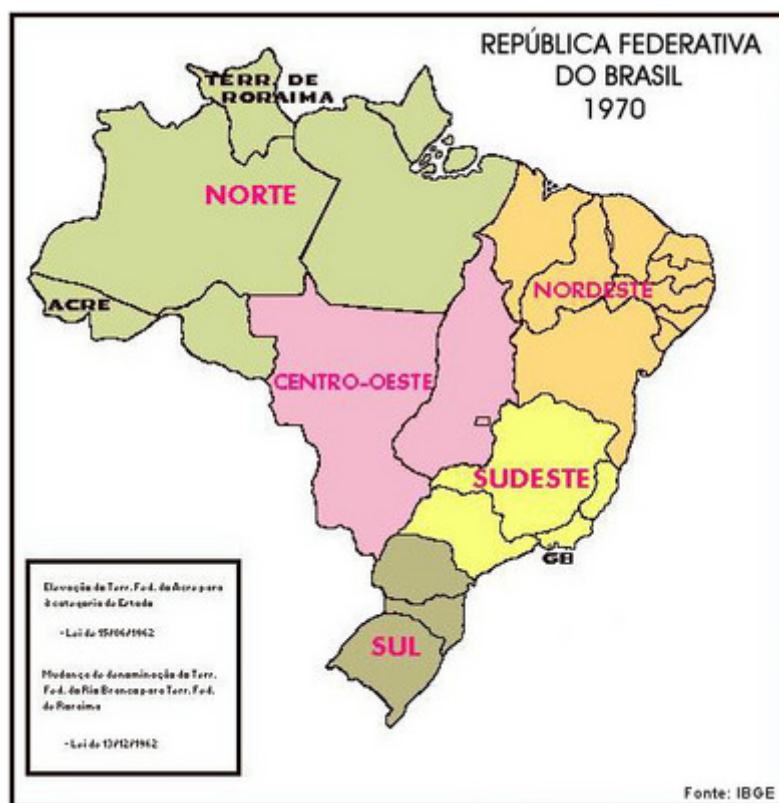 REPÚBLICA FEDERATIVA
DO BRASIL
1970
TERR. DE
RORAIMA
NORTE
NORDESTE
ACRE
CENTRO-OESTE
SUDESTE
GB
SUL
Elevação da Terr. Fed. do Acre para
à categoria de Estado
- Lei de 15/06/1962
Mudança de denominação da Terr.
Fed. do Rio Branco para Terr. Fed.
de Roraima
- Lei de 13/12/1962
Fonte: IBGE